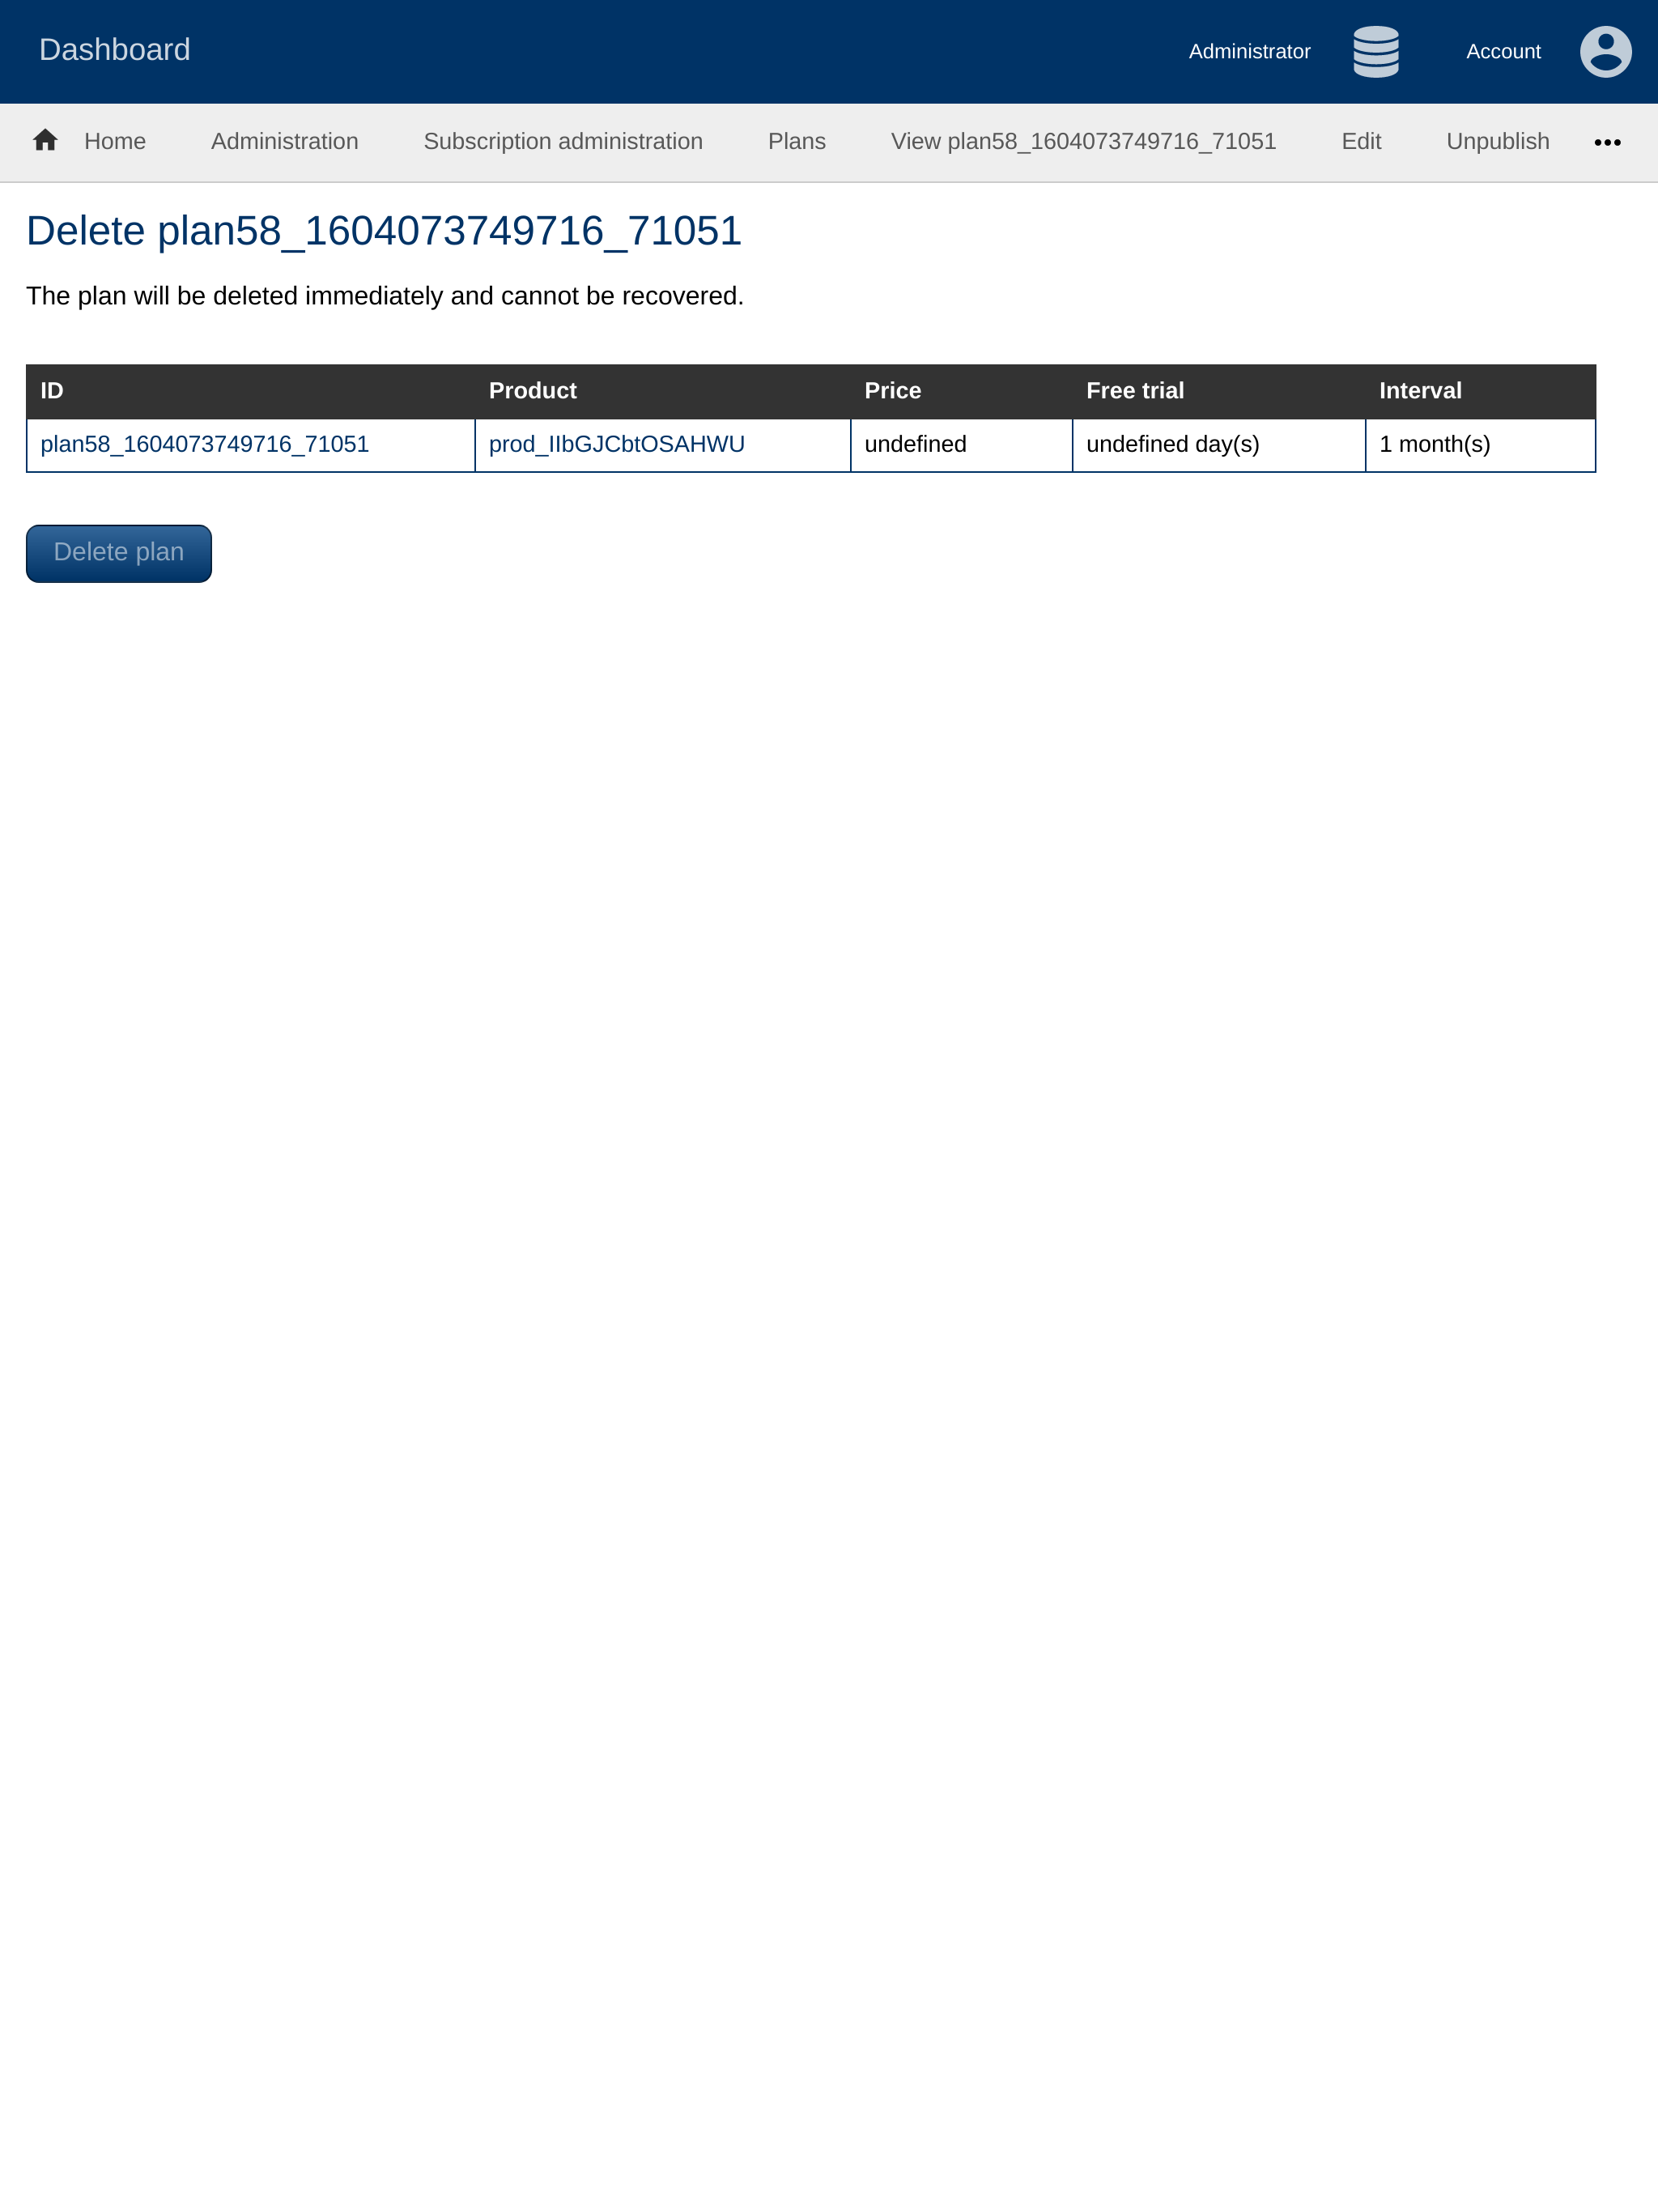 Dashboard
Administrator
Account
Home Administration Subscription administration Plans View plan58_1604073749716_71051 Edit Unpublish •••
Delete plan58_1604073749716_71051
The plan will be deleted immediately and cannot be recovered.
ID Product Price Free trial Interval
plan58_1604073749716_71051 prod_IIbGJCbtOSAHWU undefined undefined day(s) 1 month(s)
Delete plan